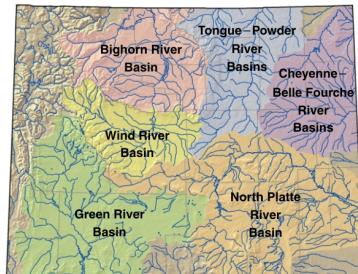 Tongue–Powder
River
Basins
Bighorn River
Basin
Cheyenne–
Belle Fourche
River
Basins
Wind River
Basin
North Platte
River
Basin
Green River
Basin